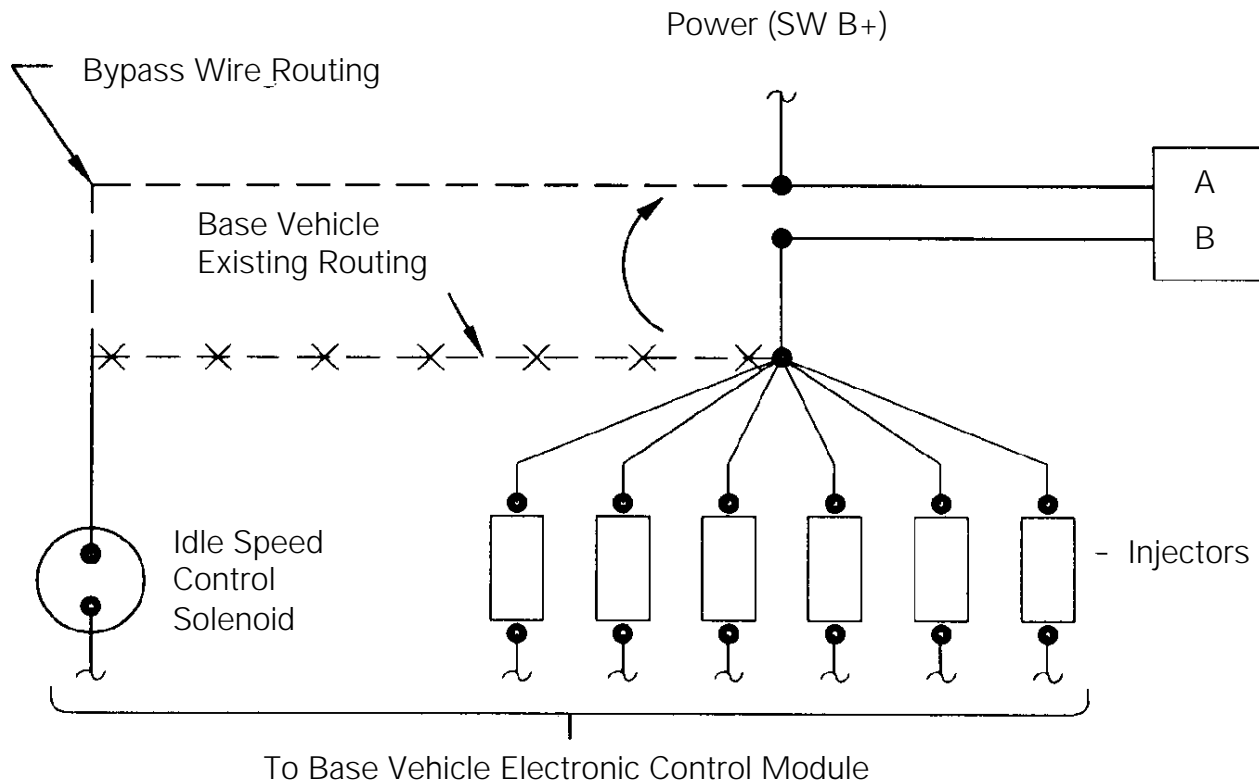 Power (SW B+)
Bypass Wire Routing
A
Base Vehicle
Existing Routing
B
Idle Speed
Control
Solenoid
- Injectors
To Base Vehicle Electronic Control Module